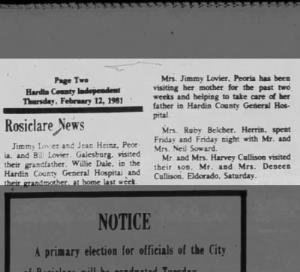 Page Two
Hardin County Independent
Thursday, February 12, 1981
Rosiclare News
Jimmy Lovier and Jean Heinz, Peor-
ia, and Bill Lovier, Galesburg, visited
their grandfather, Willie Dale, in the
Hardin County General Hospital and
their grandmother, at home last week.
Mrs. Jimmy Lovier, Peoria has been
visiting her mother for the past two
weeks and helping to take care of her
father in Hardin County General Hos-
pital.
Mrs. Ruby Belcher, Herrin, spent
Friday and Friday night with Mr. and
Mrs. Neil Soward.
Mr. and Mrs. Harvey Cullison visited
their son, Mr. and Mrs. Deneen
Cullison, Eldorado, Saturday.
NOTICE
A primary election for officials of the City
of Rosiclare will be conducted Tuesday